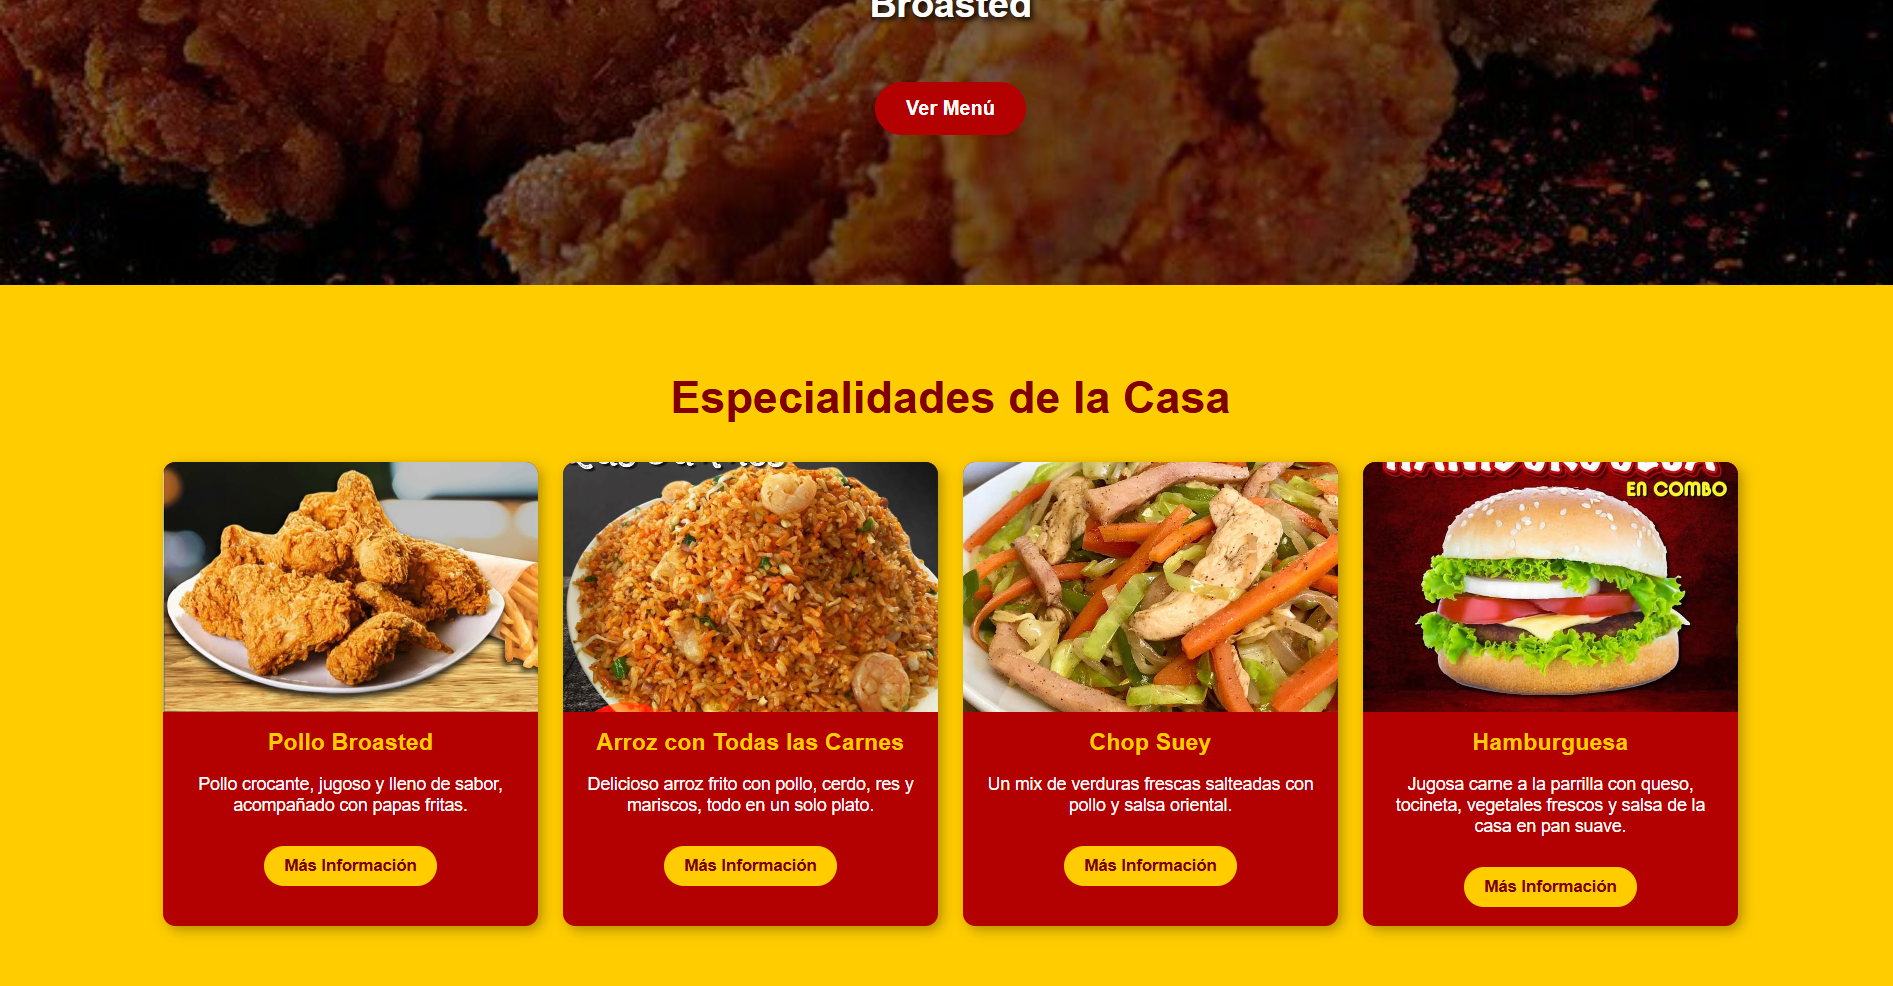 Broasted
Ver Menú
Especialidades de la Casa
EN COMBO
Pollo Broasted
Pollo crocante, jugoso y lleno de sabor,
acompañado con papas fritas.
Más Información
Arroz con Todas las Carnes
Delicioso arroz frito con pollo, cerdo, res y
mariscos, todo en un solo plato.
Más Información
Chop Suey
Un mix de verduras frescas salteadas con
pollo y salsa oriental.
Más Información
Hamburguesa
Jugosa carne a la parrilla con queso,
tocineta, vegetales frescos y salsa de la
casa en pan suave.
Más Información